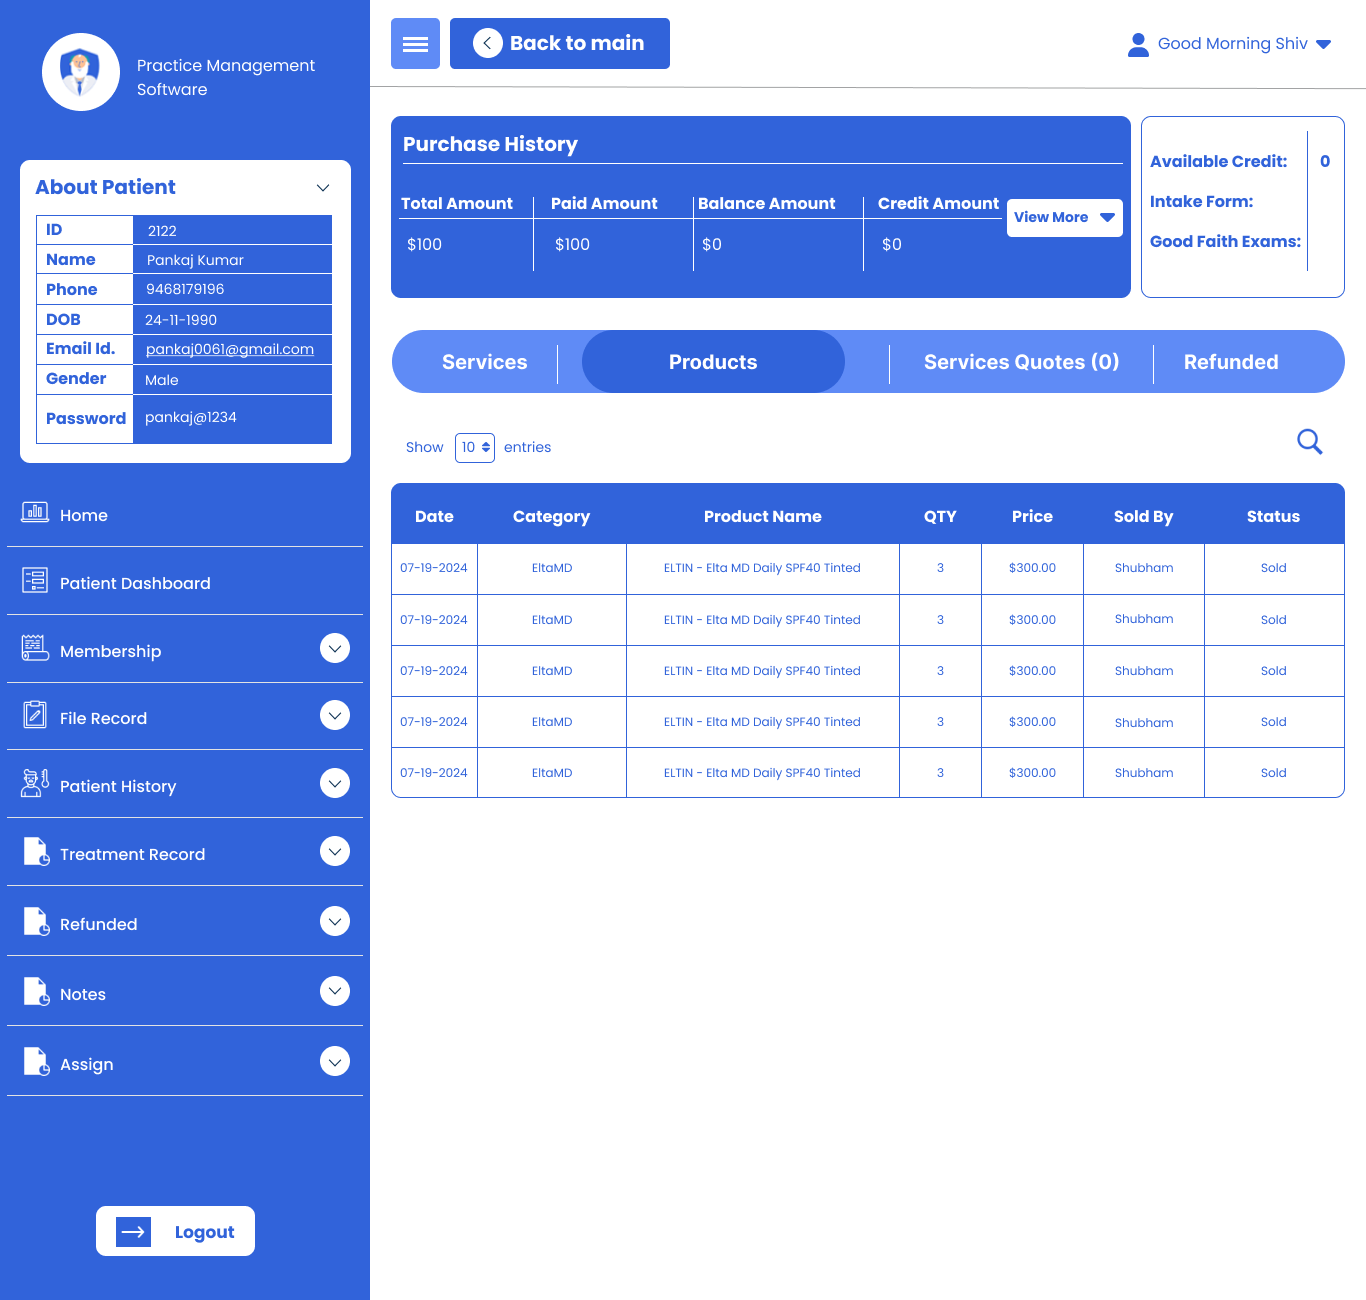 Practice Management
Software
About Patient
ID 2122
Name Pankaj Kumar
Phone 9468179196
DOB 24-11-1990
Email Id. pankaj0061@gmail.com
Gender Male
Password pankaj@1234
Home
Patient Dashboard
Membership
File Record
Patient History
Treatment Record
Refunded
Notes
Assign
Logout
Back to main
Good Morning Shiv
Purchase History
Total Amount Paid Amount Balance Amount Credit Amount
View More
$100 $100 $0 $0
Available Credit: 0
Intake Form:
Good Faith Exams:
Services Products Services Quotes (0) Refunded
Show 10 entries
Date Category Product Name QTY Price Sold By Status
07-19-2024 EltaMD ELTIN - Elta MD Daily SPF40 Tinted 3 $300.00 Shubham Sold
07-19-2024 EltaMD ELTIN - Elta MD Daily SPF40 Tinted 3 $300.00 Shubham Sold
07-19-2024 EltaMD ELTIN - Elta MD Daily SPF40 Tinted 3 $300.00 Shubham Sold
07-19-2024 EltaMD ELTIN - Elta MD Daily SPF40 Tinted 3 $300.00 Shubham Sold
07-19-2024 EltaMD ELTIN - Elta MD Daily SPF40 Tinted 3 $300.00 Shubham Sold